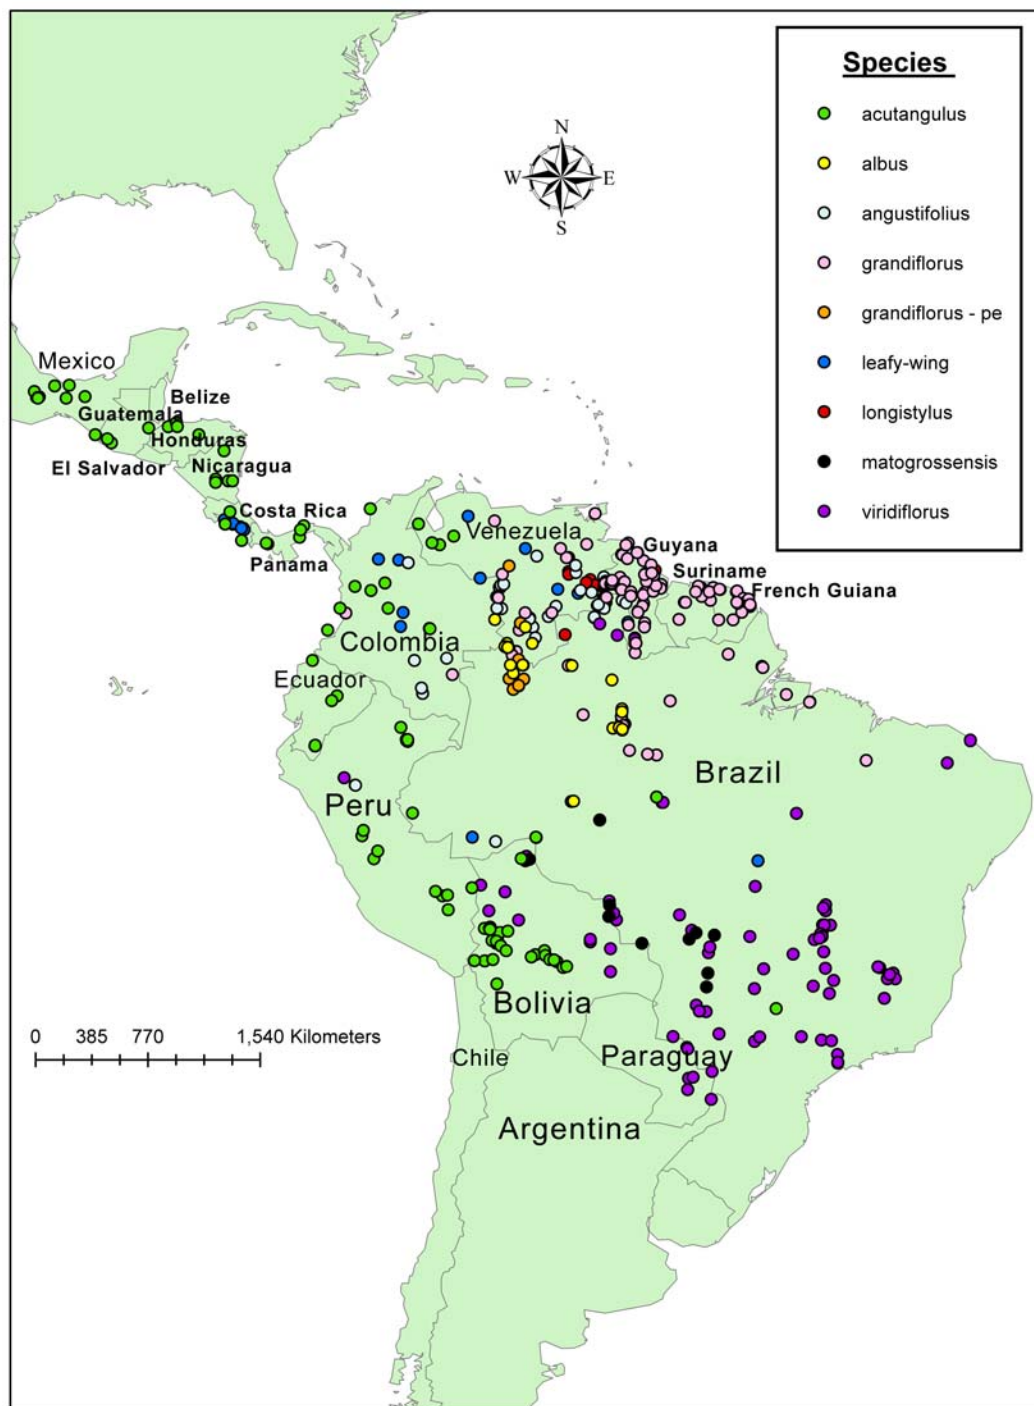 Species
acutangulus
albus
angustifolius
grandiflorus
grandiflorus - pe
leafy-wing
longistylus
matogrossensis
viridiflorus
N
W E
S
Mexico
Belize
Guatemala
Honduras
El Salvador
Nicaragua
Costa Rica
Panama
Venezuela
Guyana
Suriname
French Guiana
Colombia
Ecuador
Brazil
Peru
Bolivia
0 385 770 1,540 Kilometers
Chile
Paraguay
Argentina